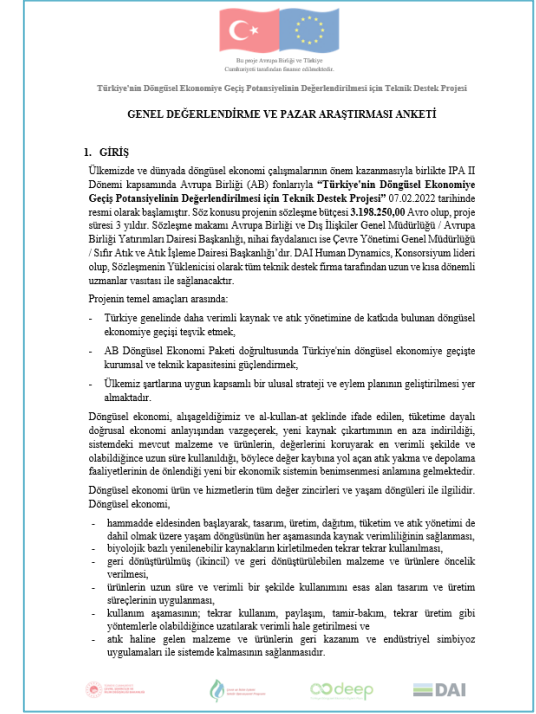 Bu proje Avrupa Birliği ve Türkiye
Cumhuriyeti tarafından finanse edilmektedir.
Türkiye'nin Döngüsel Ekonomiye Geçiş Potansiyelinin Değerlendirilmesi için Teknik Destek Projesi
GENEL DEĞERLENDİRME VE PAZAR ARAŞTIRMASI ANKETİ
1. GİRİŞ
Ülkemizde ve dünyada döngüsel ekonomi çalışmalarının önem kazanmasıyla birlikte IPA II
Dönemi kapsamında Avrupa Birliği (AB) fonlarıyla “Türkiye'nin Döngüsel Ekonomiye
Geçiş Potansiyelinin Değerlendirilmesi için Teknik Destek Projesi” 07.02.2022 tarihinde
resmi olarak başlamıştır. Söz konusu projenin sözleşme bütçesi 3.198.250,00 Avro olup, proje
süresi 3 yıldır. Sözleşme makamı Avrupa Birliği ve Dış İlişkiler Genel Müdürlüğü / Avrupa
Birliği Yatırımları Dairesi Başkanlığı, nihai faydalanıcı ise Çevre Yönetimi Genel Müdürlüğü
/ Sıfır Atık ve Atık İşleme Dairesi Başkanlığı’dır. DAI Human Dynamics, Konsorsiyum lideri
olup, Sözleşmenin Yüklenicisi olarak tüm teknik destek firma tarafından uzun ve kısa dönemli
uzmanlar vasıtası ile sağlanacaktır.
Projenin temel amaçları arasında:
- Türkiye genelinde daha verimli kaynak ve atık yönetimine de katkıda bulunan döngüsel
ekonomiye geçişi teşvik etmek,
- AB Döngüsel Ekonomi Paketi doğrultusunda Türkiye'nin döngüsel ekonomiye geçişte
kurumsal ve teknik kapasitesini güçlendirmek,
- Ülkemiz şartlarına uygun kapsamlı bir ulusal strateji ve eylem planının geliştirilmesi yer
almaktadır.
Döngüsel ekonomi, alışageldiğimiz ve al-kullan-at şeklinde ifade edilen, tüketime dayalı
doğrusal ekonomi anlayışından vazgeçerek, yeni kaynak çıkartımının en aza indirildiği,
sistemdeki mevcut malzeme ve ürünlerin, değerlerini koruyarak en verimli şekilde ve
olabildiğince uzun süre kullanıldığı, böylece değer kaybına yol açan atık yakma ve depolama
faaliyetlerinin de önlendiği yeni bir ekonomik sistemin benimsenmesi anlamına gelmektedir.
Döngüsel ekonomi ürün ve hizmetlerin tüm değer zincirleri ve yaşam döngüleri ile ilgilidir.
Döngüsel ekonomi,
- hammadde eldesinden başlayarak, tasarım, üretim, dağıtım, tüketim ve atık yönetimi de
dahil olmak üzere yaşam döngüsünün her aşamasında kaynak verimliliğinin sağlanması,
- biyolojik bazlı yenilenebilir kaynakların kirletilmeden tekrar tekrar kullanılması,
- geri dönüştürülmüş (ikincil) ve geri dönüştürülebilen malzeme ve ürünlere öncelik
verilmesi,
- ürünlerin uzun süre ve verimli bir şekilde kullanımını esas alan tasarım ve üretim
süreçlerinin uygulanması,
- kullanım aşamasının; tekrar kullanım, paylaşım, tamir-bakım, tekrar üretim gibi
yöntemlerle olabildiğince uzatılarak verimli hale getirilmesi ve
- atık haline gelen malzeme ve ürünlerin geri kazanım ve endüstriyel simbiyoz
uygulamaları ile sistemde kalmasının sağlanmasıdır.
deep
DAI